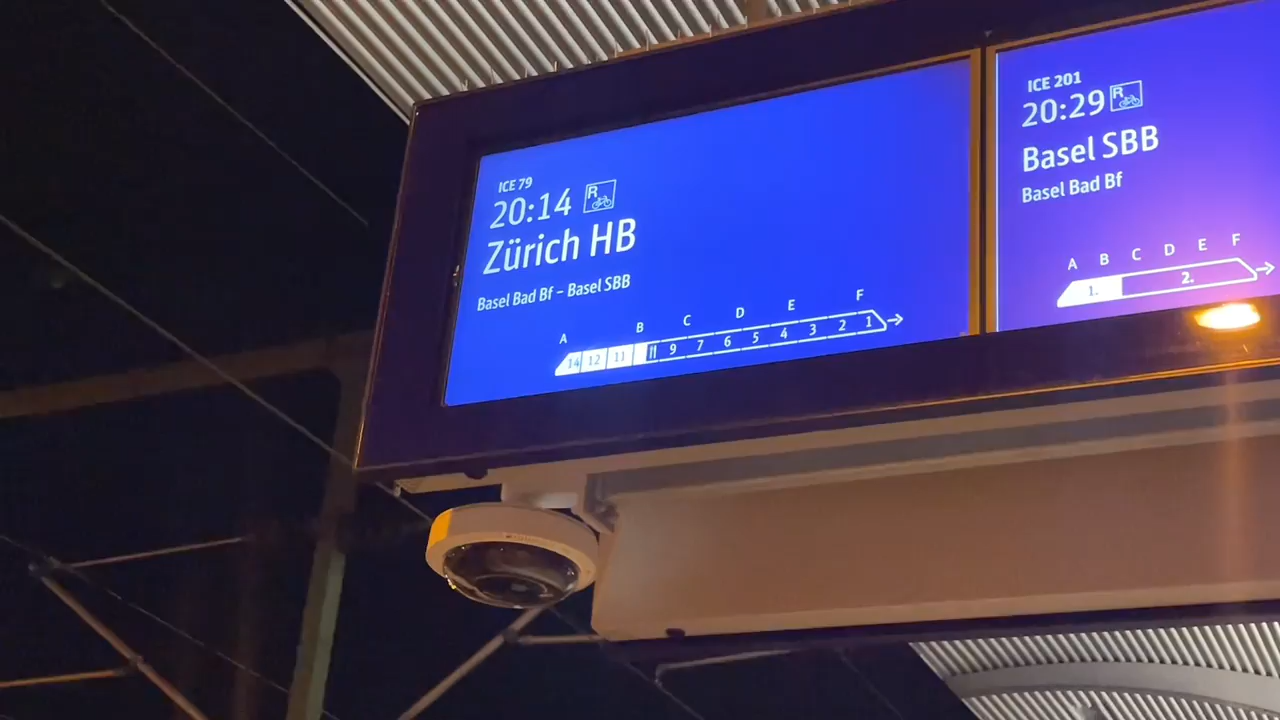 ICE 79
20:14 R
Zürich HB
Basel Bad Bf – Basel SBB
A B C D E F
14 12 11 9 7 6 5 4 3 2 1
ICE 201
20:29 R
Basel SBB
Basel Bad Bf
A B C D E F
1. 2.